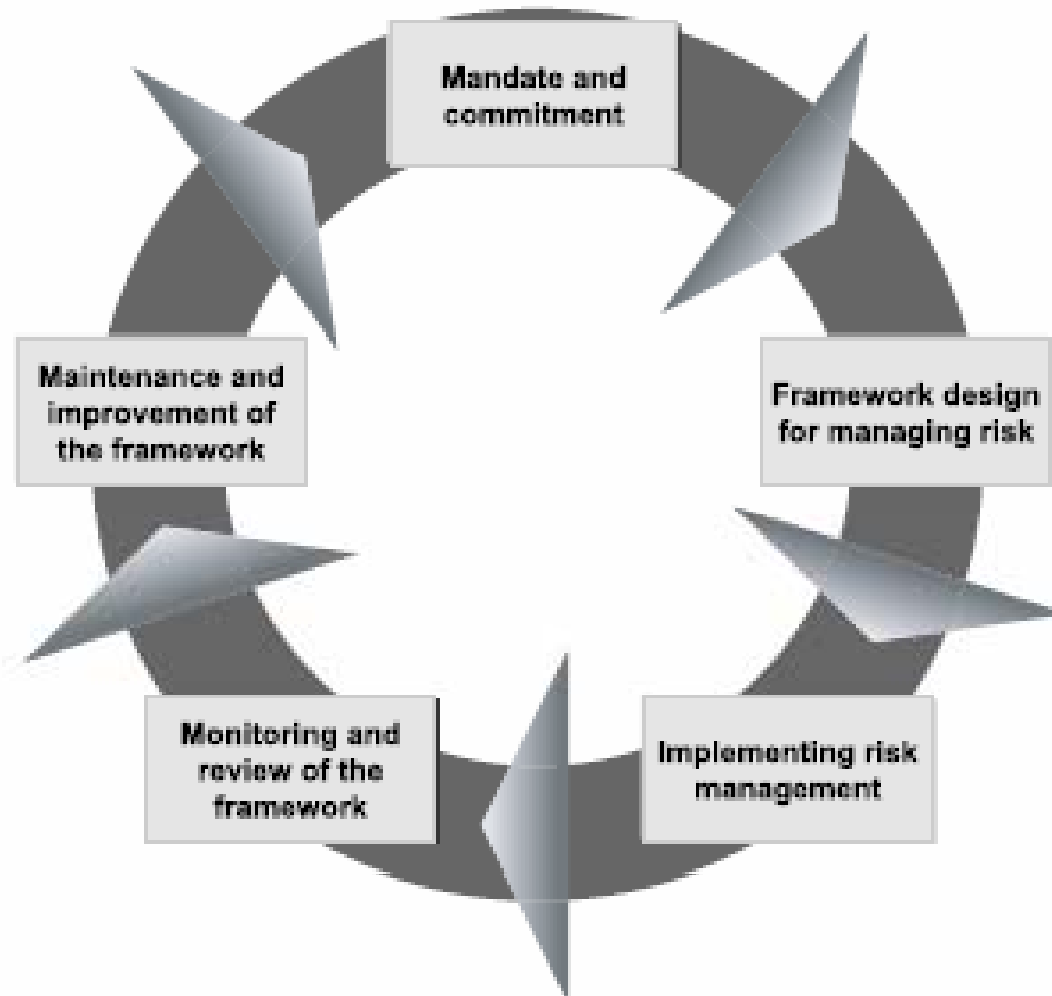 Mandate and
commitment
Framework design
for managing risk
Implementing risk
management
Monitoring and
review of the
framework
Maintenance and
improvement of
the framework